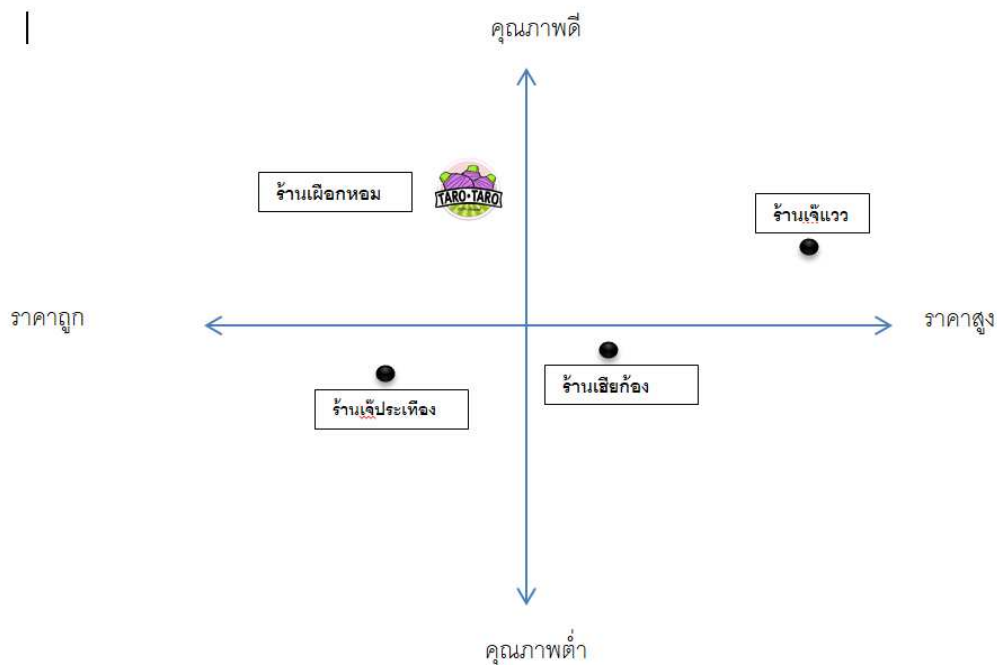 คุณภาพดี
ร้านเผือกหอม
TARO•TARO
ร้านเจ๊แวว
ราคาถูก
ราคาสูง
ร้านเฮียก้อง
ร้านเจ๊ประเทือง
คุณภาพต่ำ